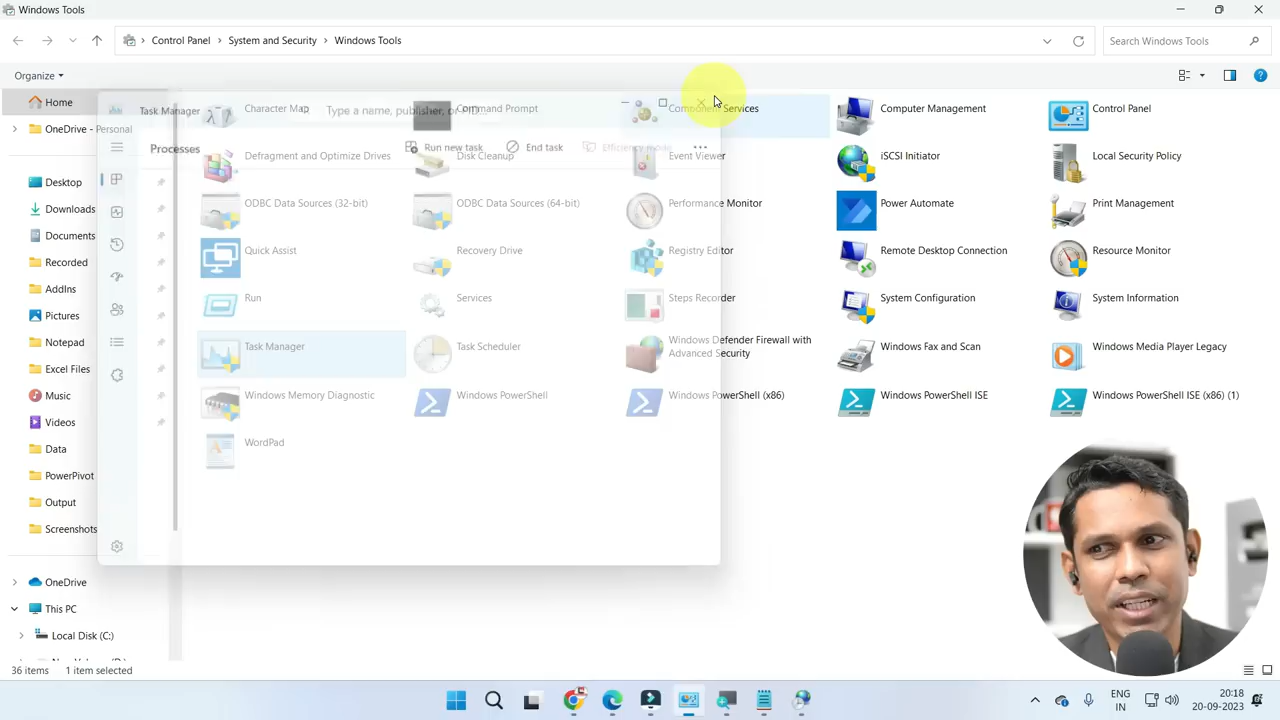 Windows Tools
Control Panel > System and Security > Windows Tools
Search Windows Tools
Organize
Home
OneDrive - Personal
Desktop
Downloads
Documents
Recorded
AddIns
Pictures
Notepad
Excel Files
Music
Videos
Data
PowerPivot
Output
Screenshots
OneDrive
This PC
Local Disk (C:)
Task Manager
Type a name, publisher, or PID...
Processes
Run new task
End task
Efficiency mode
Character Map
Command Prompt
Component Services
Computer Management
Control Panel
Defragment and Optimize Drives
Disk Cleanup
Event Viewer
iSCSI Initiator
Local Security Policy
ODBC Data Sources (32-bit)
ODBC Data Sources (64-bit)
Performance Monitor
Power Automate
Print Management
Quick Assist
Recovery Drive
Registry Editor
Remote Desktop Connection
Resource Monitor
Run
Services
Steps Recorder
System Configuration
System Information
Task Manager
Task Scheduler
Windows Defender Firewall with
Advanced Security
Windows Fax and Scan
Windows Media Player Legacy
Windows Memory Diagnostic
Windows PowerShell
Windows PowerShell (x86)
Windows PowerShell ISE
Windows PowerShell ISE (x86) (1)
WordPad
36 items
1 item selected
ENG
IN
20:18
20-09-2023